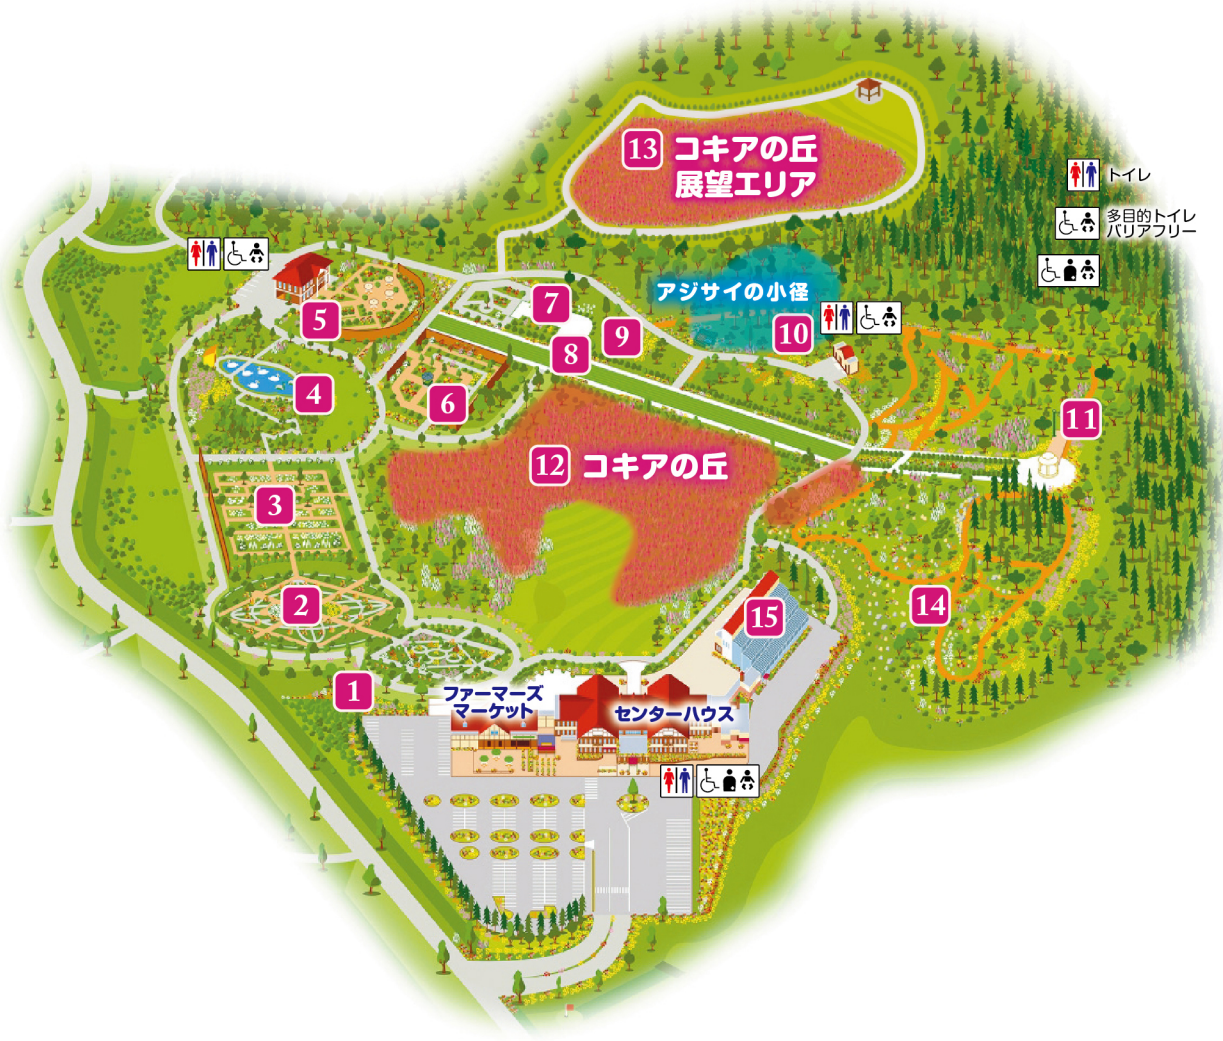 13
コキアの丘
展望エリア
トイレ
多目的トイレ
バリアフリー
アジサイの小径
5
7
9
8
10
4
6
11
12
コキアの丘
3
2
14
15
1
ファーマーズ
マーケット
センターハウス